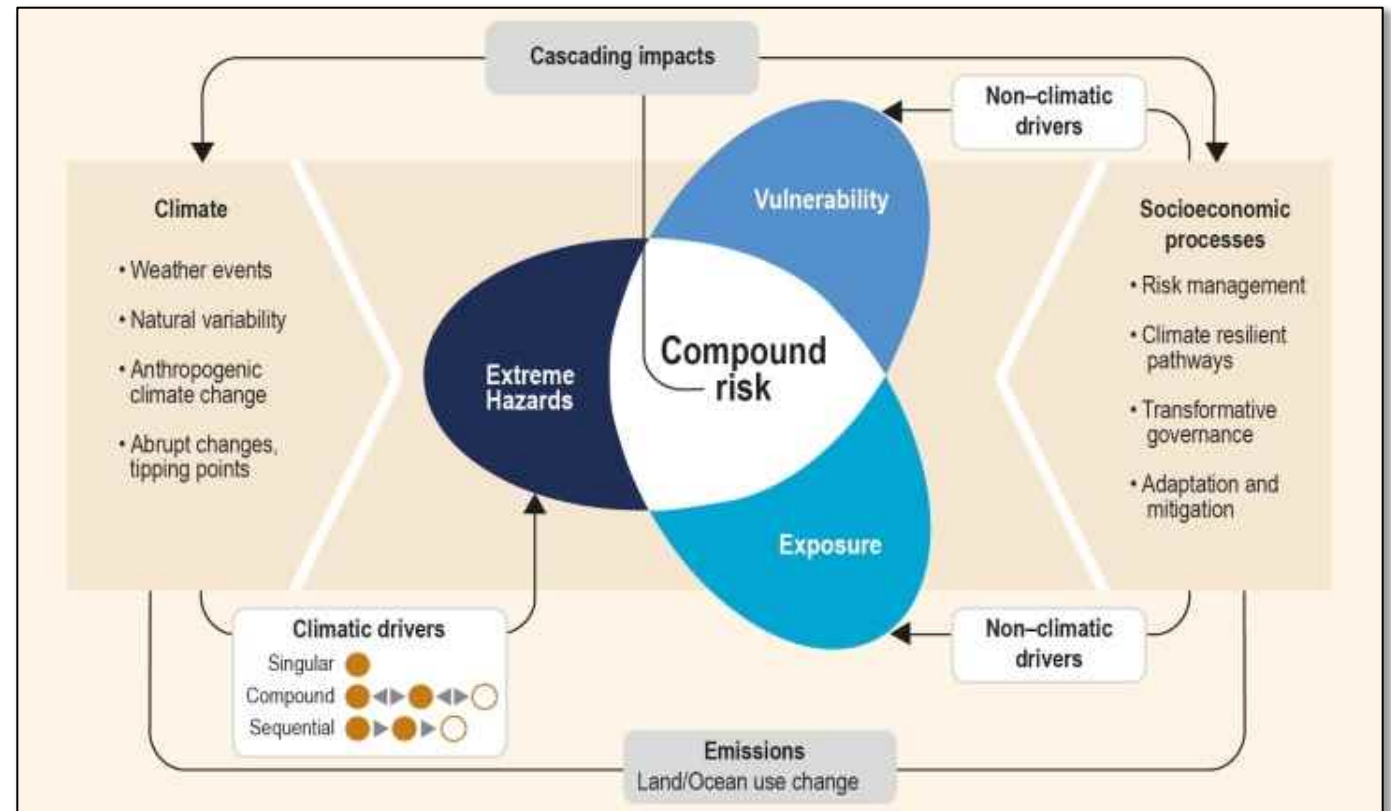 Cascading impacts
Non–climatic
drivers
Climate
• Weather events
• Natural variability
• Anthropogenic
climate change
• Abrupt changes,
tipping points
Vulnerability
Extreme
Hazards
Compound
risk
Exposure
Socioeconomic
processes
• Risk management
• Climate resilient
pathways
• Transformative
governance
• Adaptation and
mitigation
Climatic drivers
Singular
Compound
Sequential
Non–climatic
drivers
Emissions
Land/Ocean use change